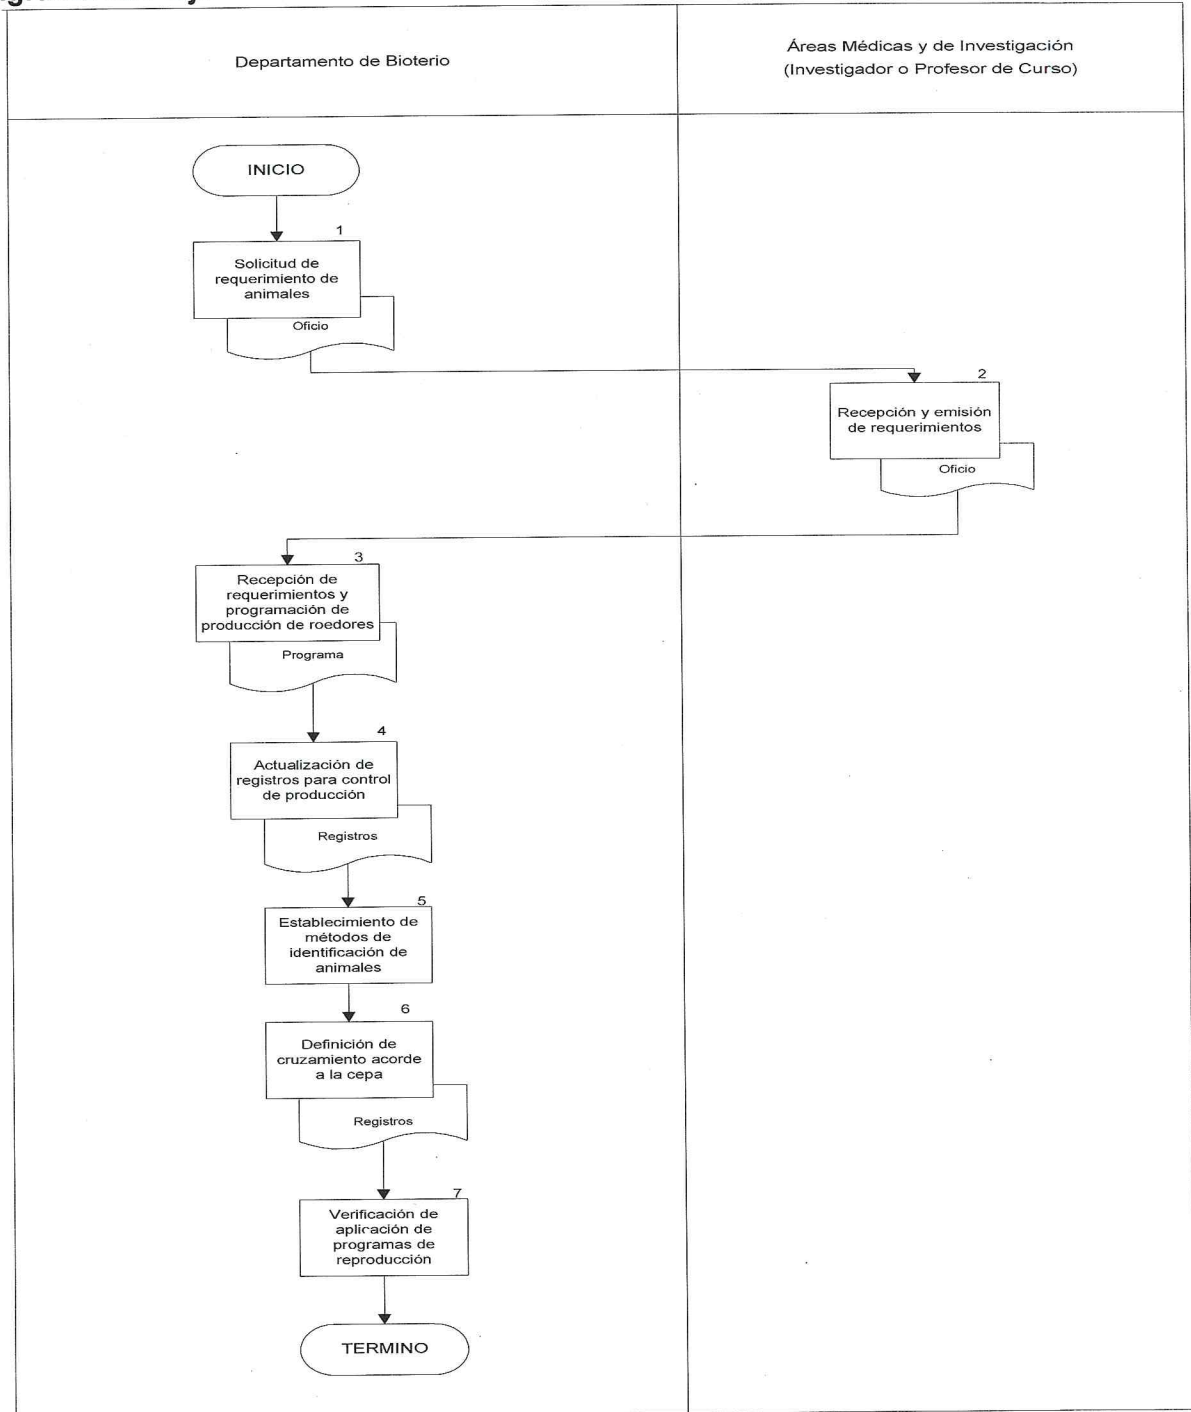 Departamento de Bioterio
Áreas Médicas y de Investigación
(Investigador o Profesor de Curso)
INICIO
1
Solicitud de
requerimiento de
animales
Oficio
2
Recepción y emisión
de requerimientos
Oficio
3
Recepción de
requerimientos y
programación de
producción de roedores
Programa
4
Actualización de
registros para control
de producción
Registros
5
Establecimiento de
métodos de
identificación de
animales
6
Definición de
cruzamiento acorde
a la cepa
Registros
7
Verificación de
aplicación de
programas de
reproducción
TERMINO